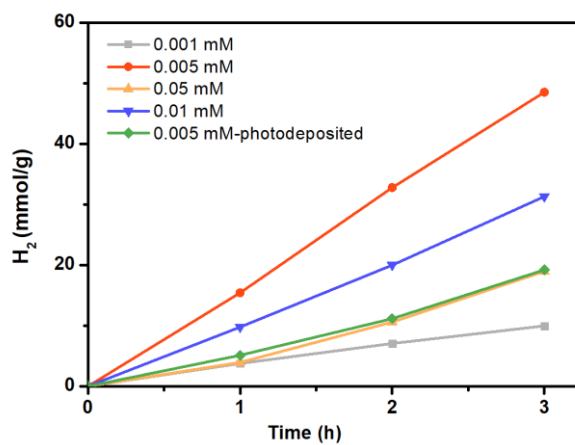 60
40
20
0
H₂ (mmol/g)
0.001 mM
0.005 mM
0.05 mM
0.01 mM
0.005 mM-photodeposited
0 1 2 3
Time (h)